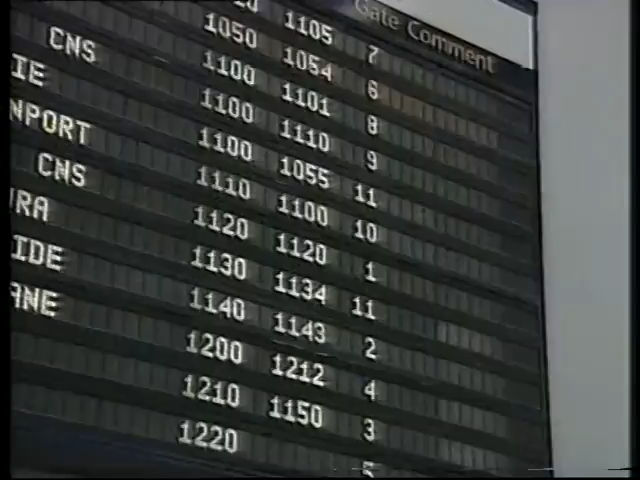 1105 7
1050 1054 6
1100 1101 8
CNS 1100 1110 9
IE 1100 1055 11
NPORT 1110 1100 10
CNS 1120 1120 1
RA 1130 1134 11
IDE 1140 1143 2
ANE 1200 1212 4
1210 1150 3
1220
Gate Comment